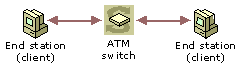 End station
(client)
ATM
switch
End station
(client)